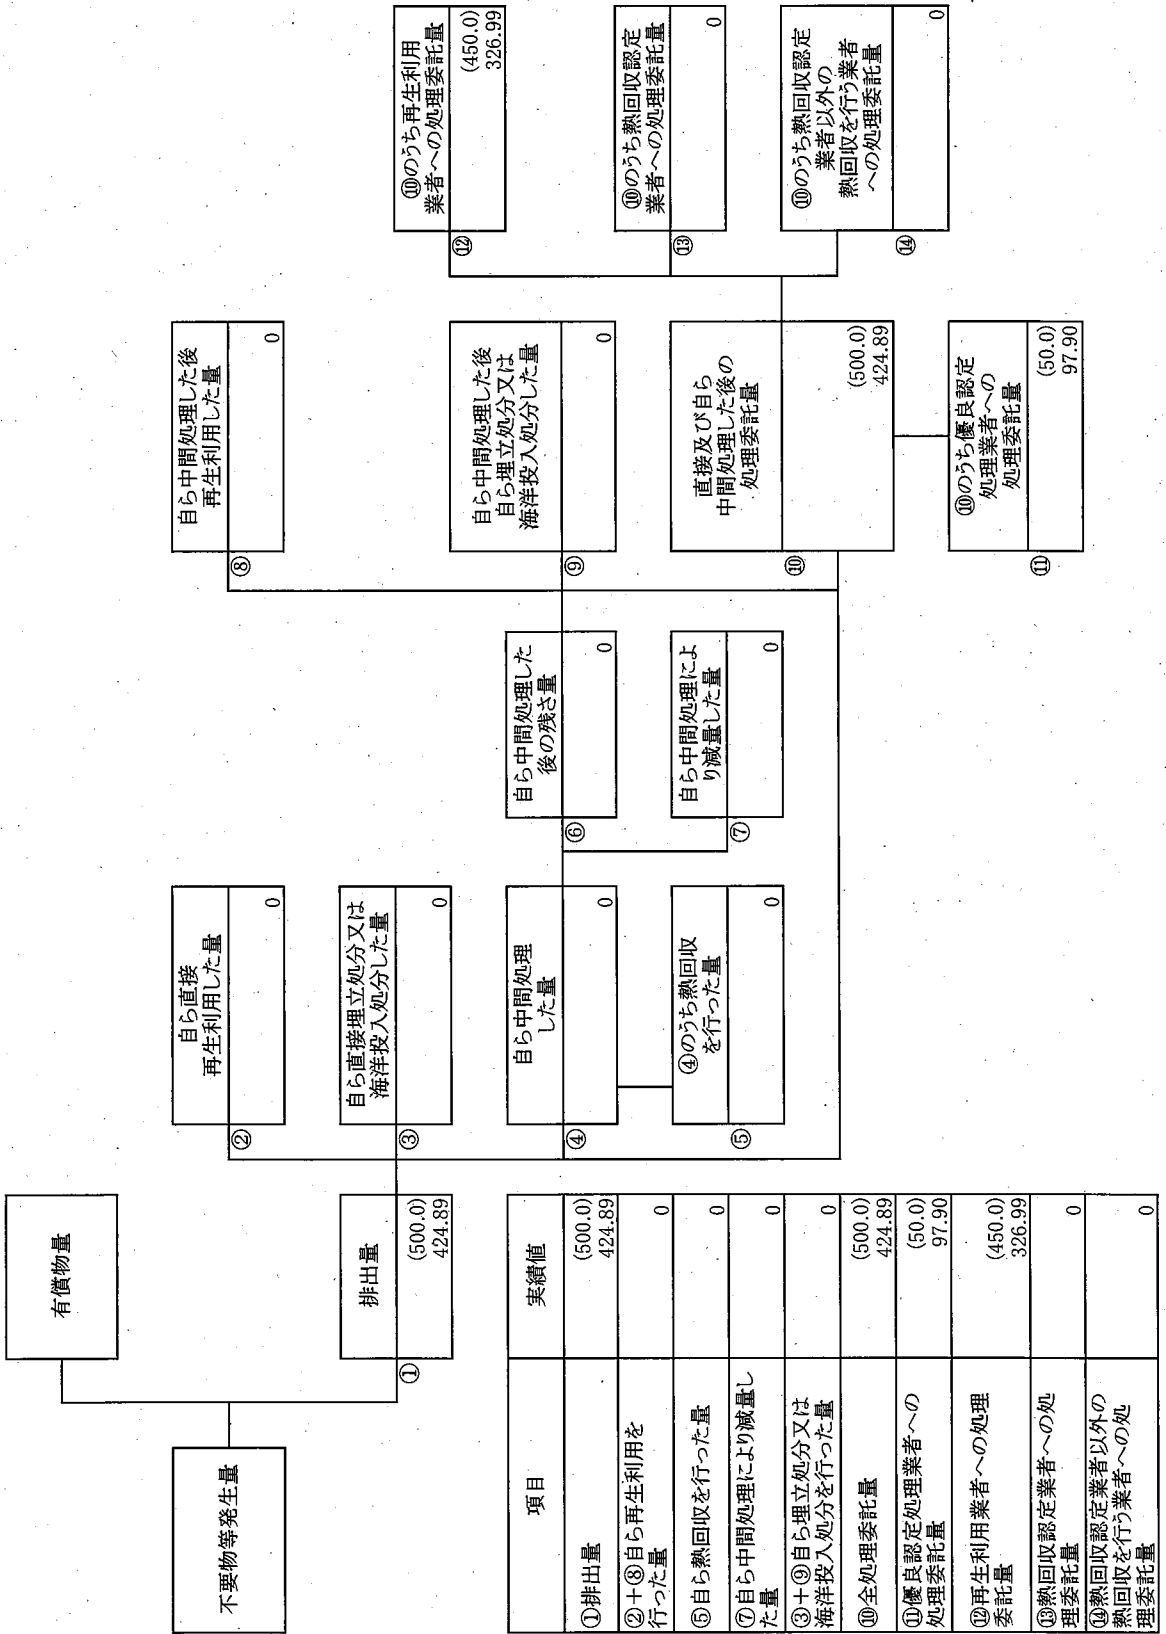 不要物等発生量
有償物量
排出量
①
(500.0)
424.89
自ら直接
再生利用した量
②
0
自ら直接埋立処分又は
海洋投入処分した量
③
0
自ら中間処理
した量
④
0
④のうち熱回収
を行った量
⑤
0
自ら中間処理した
後の残さ量
⑥
0
自ら中間処理によ
り減量した量
⑦
0
自ら中間処理した後
再生利用した量
⑧
0
自ら中間処理した後
自ら埋立処分又は
海洋投入処分した量
⑨
0
直接及び自ら
中間処理した後の
処理委託量
⑩
(500.0)
424.89
⑩のうち優良認定
処理業者への
処理委託量
⑪
(50.0)
97.90
⑩のうち再生利用
業者への処理委託量
⑫
(450.0)
326.99
⑩のうち熱回収認定
業者への処理委託量
⑬
0
⑩のうち熱回収認定
業者以外の
熱回収を行う業者
への処理委託量
⑭
0
項目
実績値
①排出量
(500.0)
424.89
②+⑧自ら再生利用を
行った量
0
⑤自ら熱回収を行った量
0
⑦自ら中間処理により減量し
た量
0
③+⑨自ら埋立処分又は
海洋投入処分を行った量
0
⑩全処理委託量
(500.0)
424.89
⑪優良認定処理業者への
処理委託量
(50.0)
97.90
⑫再生利用業者への処理
委託量
(450.0)
326.99
⑬熱回収認定業者への処
理委託量
0
⑭熱回収認定業者以外の
熱回収を行う業者への処
理委託量
0